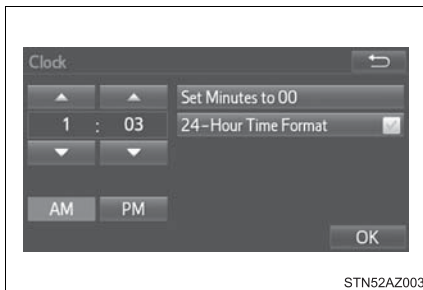 Clock
Set Minutes to 00
1 : 03
24-Hour Time Format
AM PM
OK
STN52AZ003